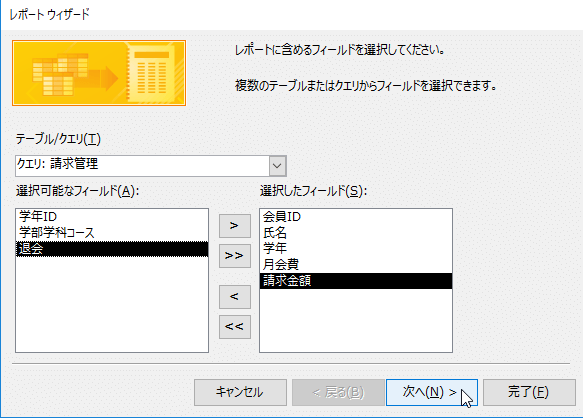 レポート ウィザード
レポートに含めるフィールドを選択してください。
複数のテーブルまたはクエリからフィールドを選択できます。
テーブル/クエリ(T)
クエリ: 請求管理
選択可能なフィールド(A):
選択したフィールド(S):
学年ID
学部学科コース
退会
>
>>
<
<<
会員ID
氏名
学年
月会費
請求金額
キャンセル
< 戻る(B)
次へ(N) >
完了(F)